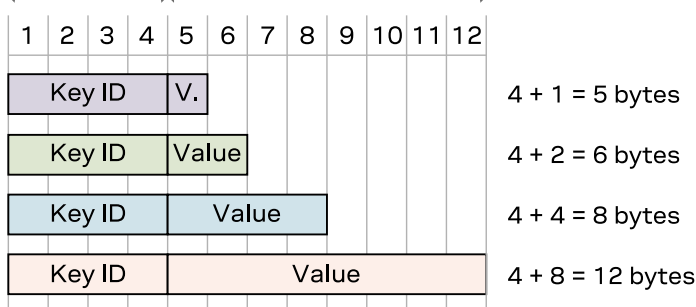 1 2 3 4 5 6 7 8 9 10 11 12
Key ID V. 4 + 1 = 5 bytes
Key ID Value 4 + 2 = 6 bytes
Key ID Value 4 + 4 = 8 bytes
Key ID Value 4 + 8 = 12 bytes